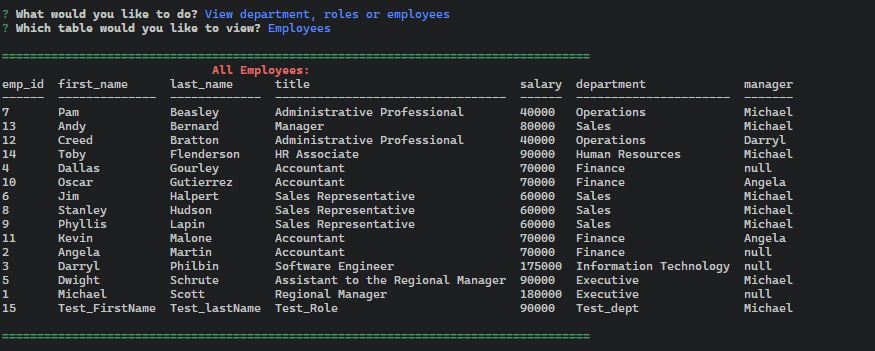 ? What would you like to do? View department, roles or employees
? Which table would you like to view? Employees
====================================================================================
All Employees:
emp_id  first_name      last_name      title                              salary  department              manager
------  --------------  -------------  ---------------------------------  ------  ----------------------  -------
7       Pam             Beasley        Administrative Professional        40000   Operations              Michael
13      Andy            Bernard        Manager                            80000   Sales                   Michael
12      Creed           Bratton        Administrative Professional        40000   Operations              Darryl
14      Toby            Flenderson     HR Associate                       90000   Human Resources         Michael
4       Dallas          Gourley        Accountant                         70000   Finance                 null
10      Oscar           Gutierrez      Accountant                         70000   Finance                 Angela
6       Jim             Halpert        Sales Representative               60000   Sales                   Michael
8       Stanley         Hudson         Sales Representative               60000   Sales                   Michael
9       Phyllis         Lapin          Sales Representative               60000   Sales                   Michael
11      Kevin           Malone         Accountant                         70000   Finance                 Angela
2       Angela          Martin         Accountant                         70000   Finance                 null
3       Darryl          Philbin        Software Engineer                  175000  Information Technology  null
5       Dwight          Schrute        Assistant to the Regional Manager  90000   Executive               Michael
1       Michael         Scott          Regional Manager                   180000  Executive               null
15      Test_FirstName  Test_lastName  Test_Role                          90000   Test_dept               Michael
====================================================================================